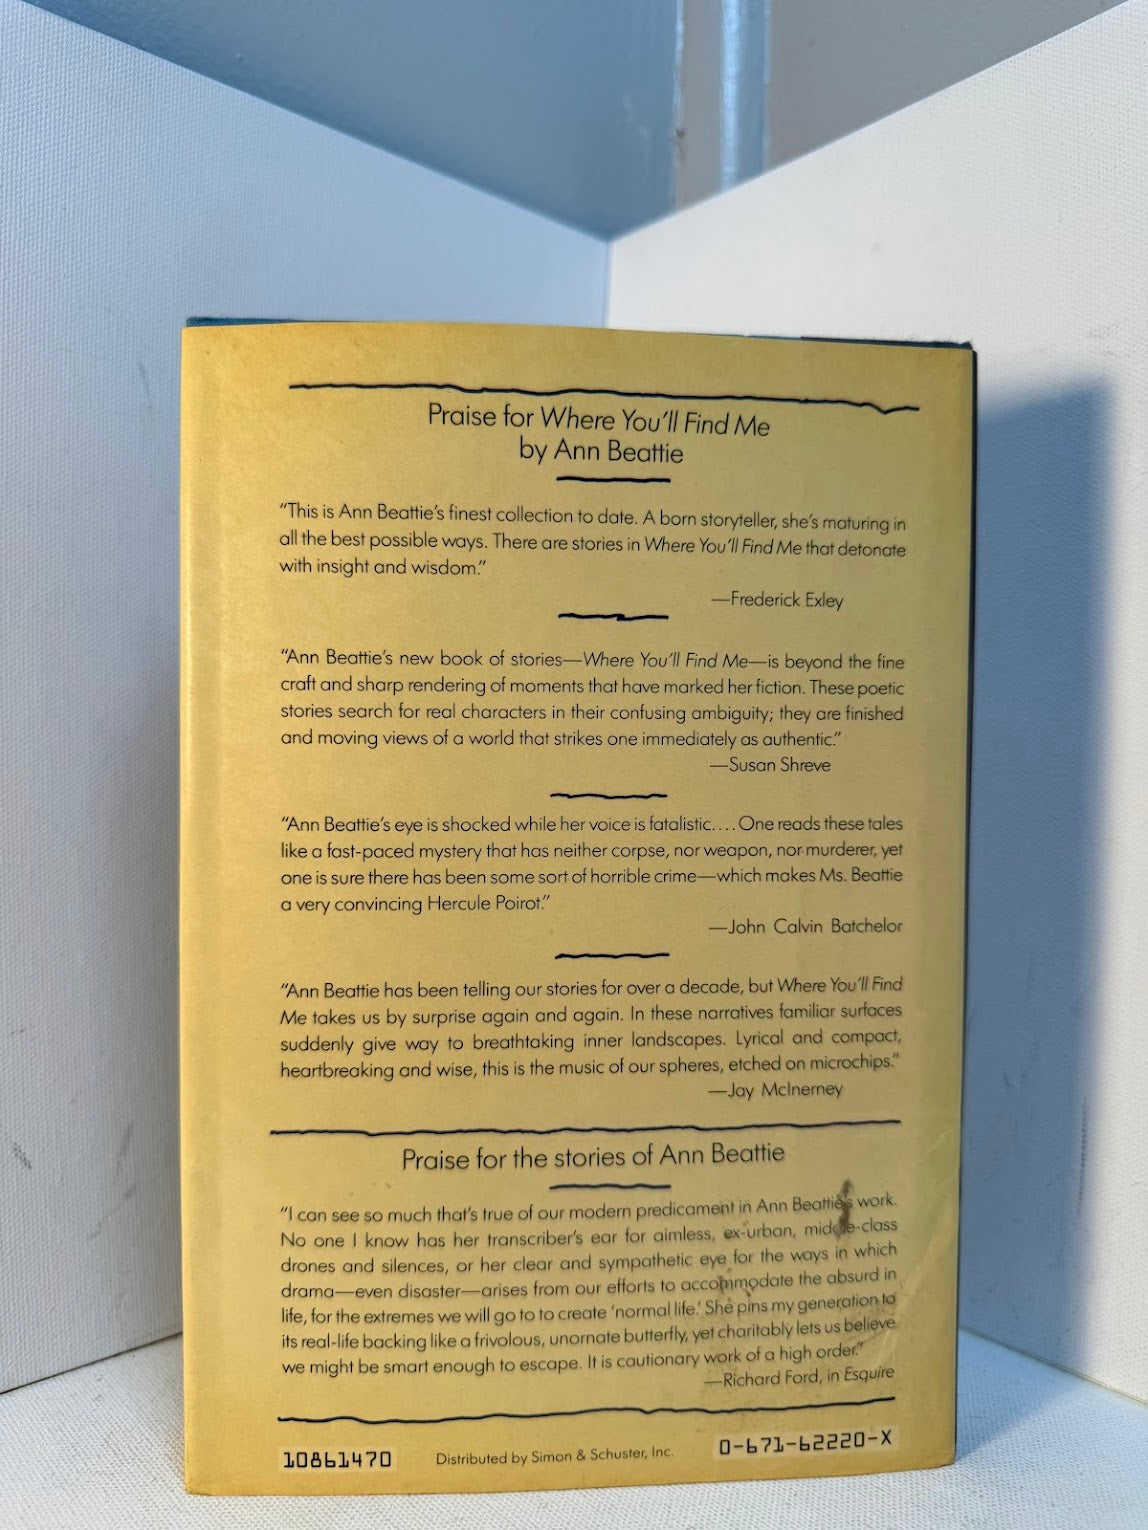 Praise for Where You'll Find Me
by Ann Beattie
"This is Ann Beattie's finest collection to date. A born storyteller, she's maturing in
all the best possible ways. There are stories in Where You'll Find Me that detonate
with insight and wisdom."
—Frederick Exley
"Ann Beattie's new book of stories—Where You'll Find Me—is beyond the fine
craft and sharp rendering of moments that have marked her fiction. These poetic
stories search for real characters in their confusing ambiguity; they are finished
and moving views of a world that strikes one immediately as authentic."
—Susan Shreve
"Ann Beattie's eye is shocked while her voice is fatalistic.... One reads these tales
like a fast-paced mystery that has neither corpse, nor weapon, nor murderer, yet
one is sure there has been some sort of horrible crime—which makes Ms. Beattie
a very convincing Hercule Poirot."
—John Calvin Batchelor
"Ann Beattie has been telling our stories for over a decade, but Where You'll Find
Me takes us by surprise again and again. In these narratives familiar surfaces
suddenly give way to breathtaking inner landscapes. Lyrical and compact,
heartbreaking and wise, this is the music of our spheres, etched on microchips."
—Jay McInerney
Praise for the stories of Ann Beattie
"I can see so much that's true of our modern predicament in Ann Beattie's work.
No one I know has her transcriber's ear for aimless, ex-urban, middle-class
drones and silences, or her clear and sympathetic eye for the ways in which
drama—even disaster—arises from our efforts to accommodate the absurd in
life, for the extremes we will go to to create 'normal life.' She pins my generation to
its real-life backing like a frivolous, unornate butterfly, yet charitably lets us believe
we might be smart enough to escape. It is cautionary work of a high order."
—Richard Ford, in Esquire
10861470 Distributed by Simon & Schuster, Inc. 0-671-62220-X